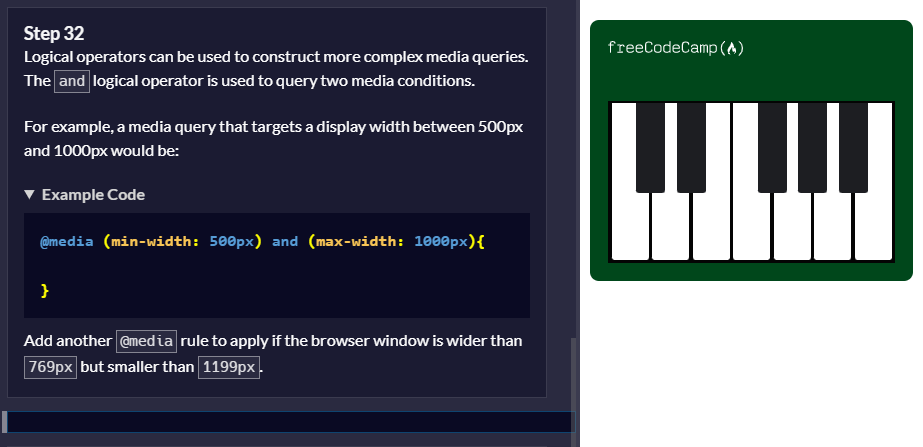 Step 32
Logical operators can be used to construct more complex media queries.
The and logical operator is used to query two media conditions.
For example, a media query that targets a display width between 500px
and 1000px would be:
▼ Example Code
@media (min-width: 500px) and (max-width: 1000px){
}
Add another @media rule to apply if the browser window is wider than
769px but smaller than 1199px.
freeCodeCamp(🔥)